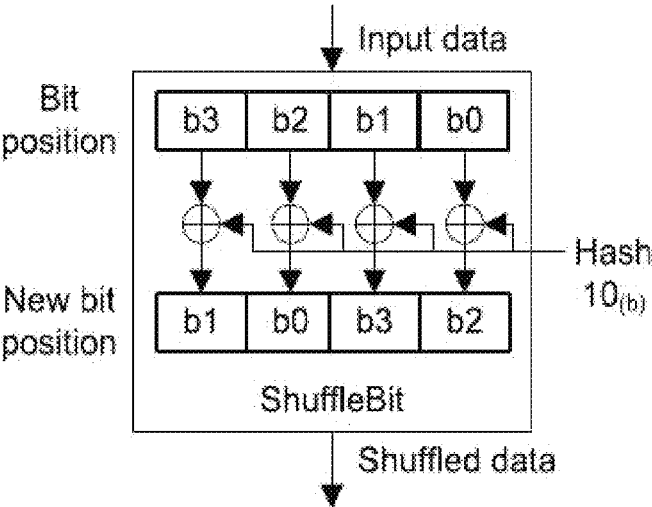 Input data
Bit
position
b3 b2 b1 b0
Hash
10(b)
New bit
position
b1 b0 b3 b2
ShuffleBit
Shuffled data